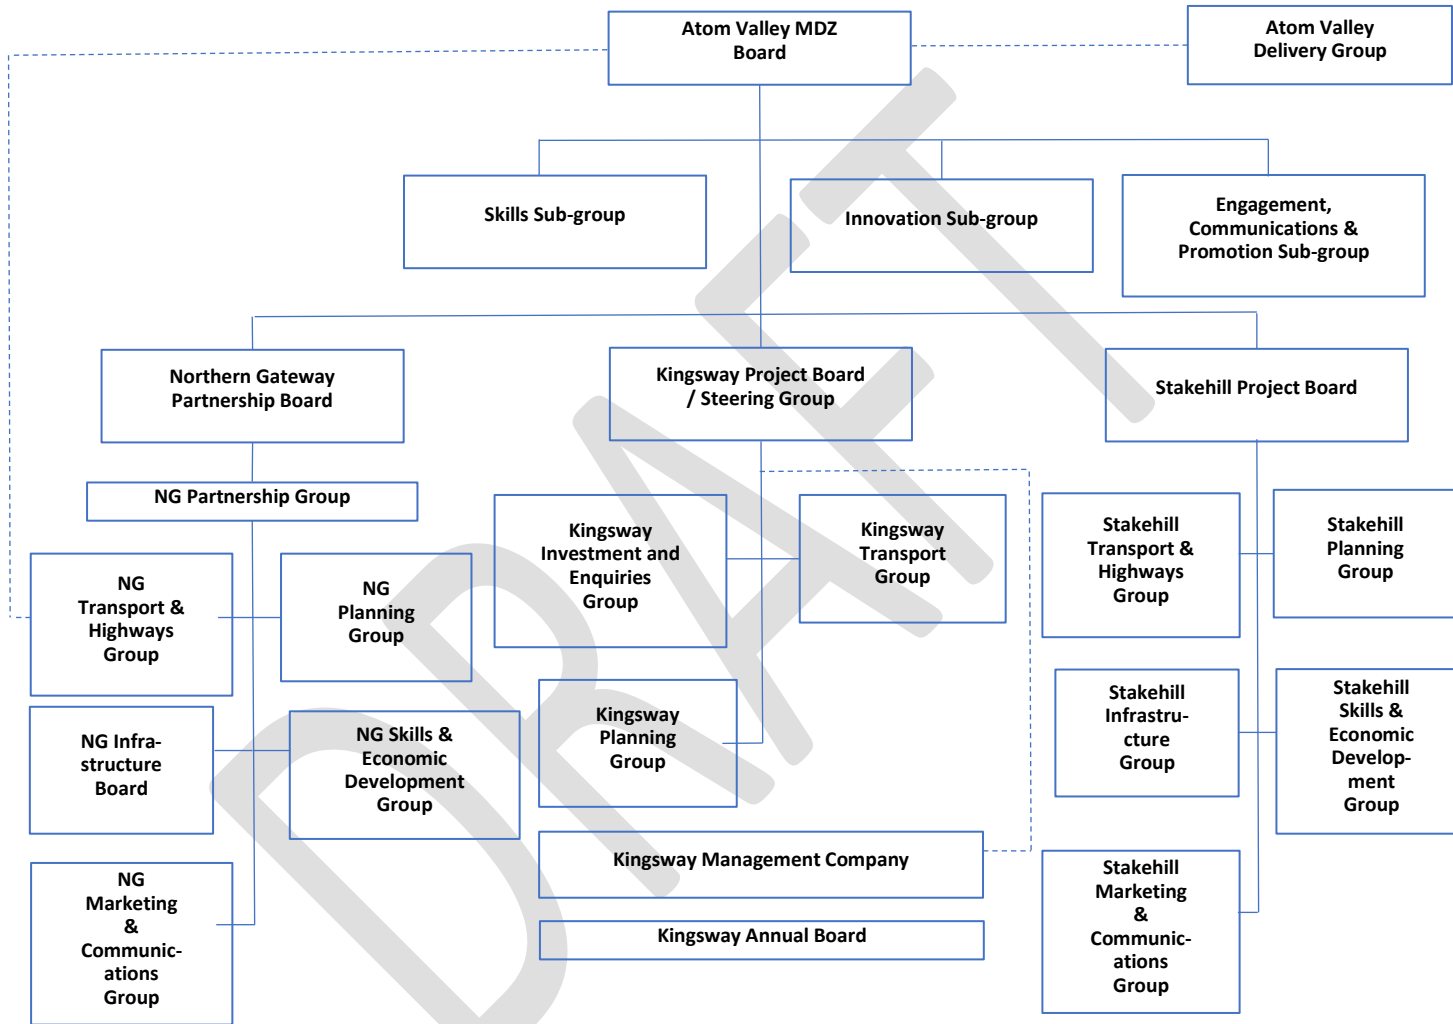 Atom Valley MDZ
Board
Atom Valley
Delivery Group
Skills Sub-group
Innovation Sub-group
Engagement,
Communications &
Promotion Sub-group
Northern Gateway
Partnership Board
Kingsway Project Board
/ Steering Group
Stakehill Project Board
NG Partnership Group
NG
Transport &
Highways
Group
NG
Planning
Group
Kingsway
Investment and
Enquiries
Group
Kingsway
Transport
Group
Stakehill
Transport &
Highways
Group
Stakehill
Planning
Group
NG Infra-
structure
Board
NG Skills &
Economic
Development
Group
Kingsway
Planning
Group
Stakehill
Infrastru-
cture
Group
Stakehill
Skills &
Economic
Develop-
ment
Group
Kingsway Management Company
Kingsway Annual Board
NG
Marketing
&
Communic-
ations
Group
Stakehill
Marketing
&
Communic-
ations
Group
DRAFT